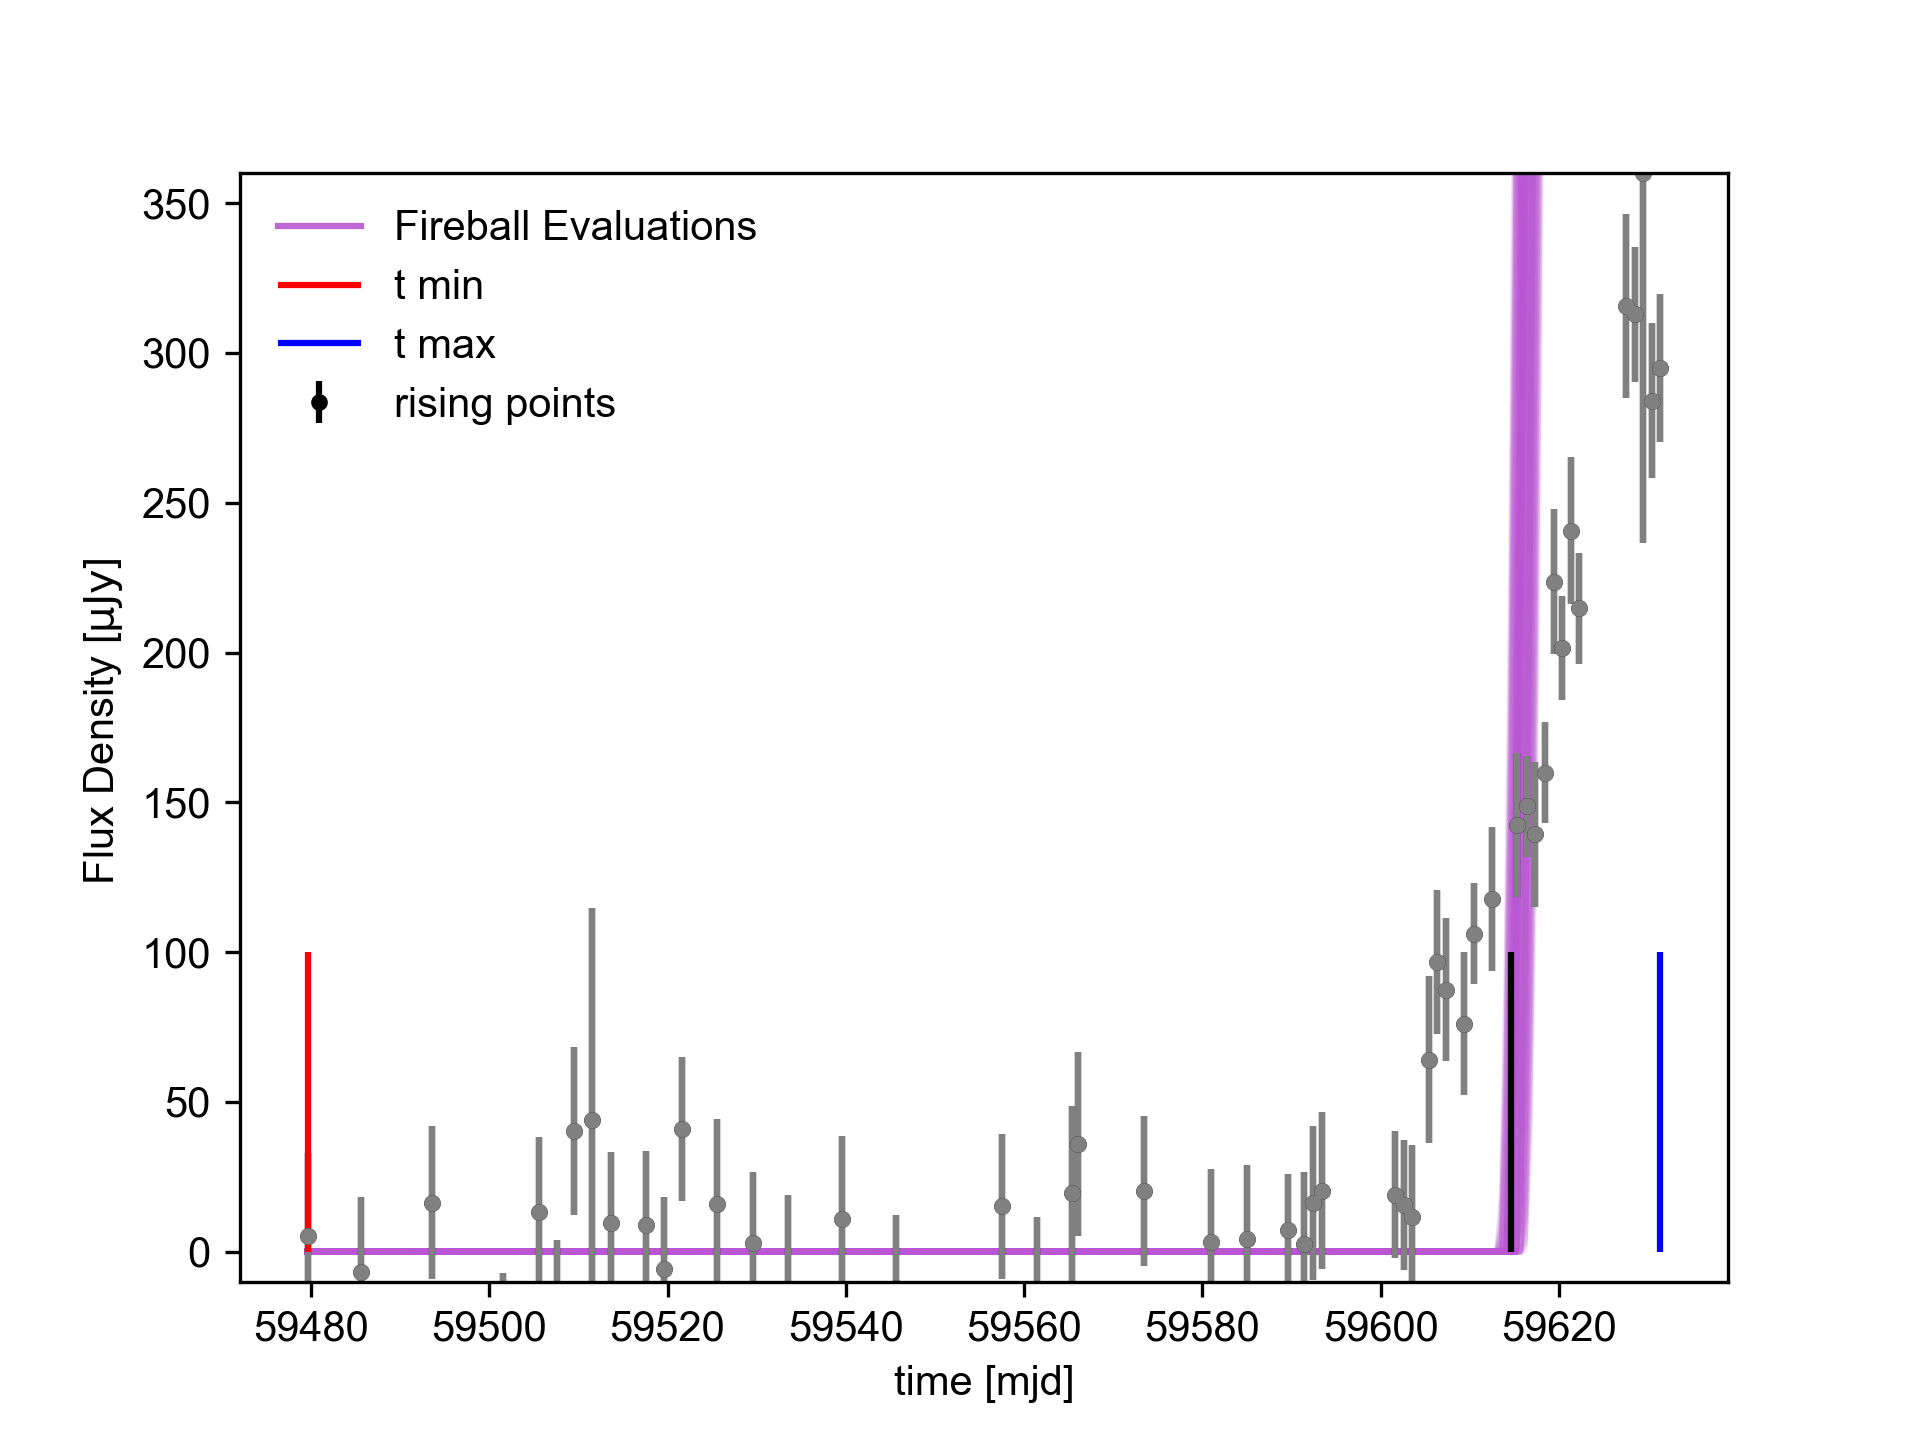 Fireball Evaluations
t min
t max
rising points
350
300
250
200
150
100
50
0
Flux Density [µJy]
59480 59500 59520 59540 59560 59580 59600 59620
time [mjd]